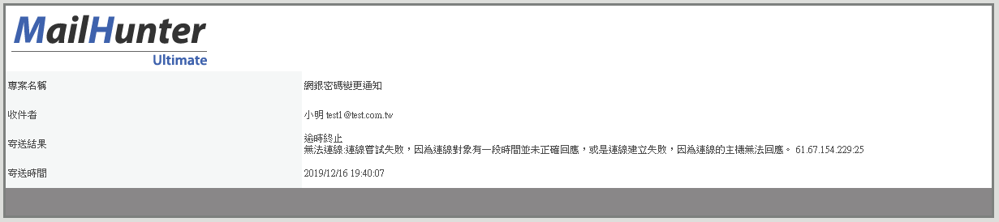 MailHunter
Ultimate
專案名稱 網銀密碼變更通知
收件者 小明 test1@test.com.tw
寄送結果 逾時終止
無法連線:連線嘗試失敗，因為連線對象有一段時間並未正確回應，或是連線建立失敗，因為連線的主機無法回應。 61.67.154.229:25
寄送時間 2019/12/16 19:40:07